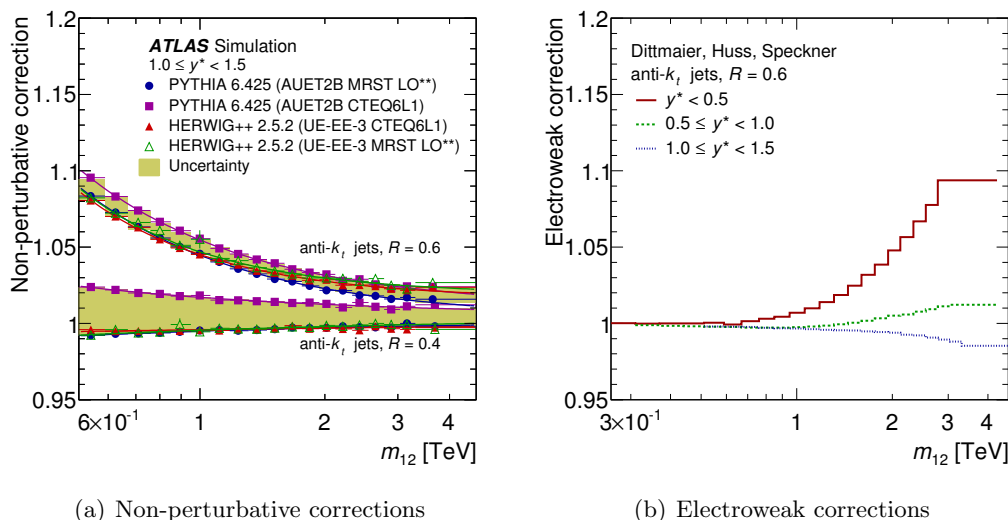 Non-perturbative correction
1.2
1.15
1.1
1.05
1
0.95
ATLAS Simulation
1.0 ≤ y* < 1.5
PYTHIA 6.425 (AUET2B MRST LO**)
PYTHIA 6.425 (AUET2B CTEQ6L1)
HERWIG++ 2.5.2 (UE-EE-3 CTEQ6L1)
HERWIG++ 2.5.2 (UE-EE-3 MRST LO**)
Uncertainty
anti-k_t jets, R = 0.6
anti-k_t jets, R = 0.4
6×10⁻¹ 1 2 3 4
m₁₂ [TeV]
(a) Non-perturbative corrections
Electroweak correction
1.2
1.15
1.1
1.05
1
0.95
Dittmaier, Huss, Speckner
anti-k_t jets, R = 0.6
y* < 0.5
0.5 ≤ y* < 1.0
1.0 ≤ y* < 1.5
3×10⁻¹ 1 2 3 4
m₁₂ [TeV]
(b) Electroweak corrections